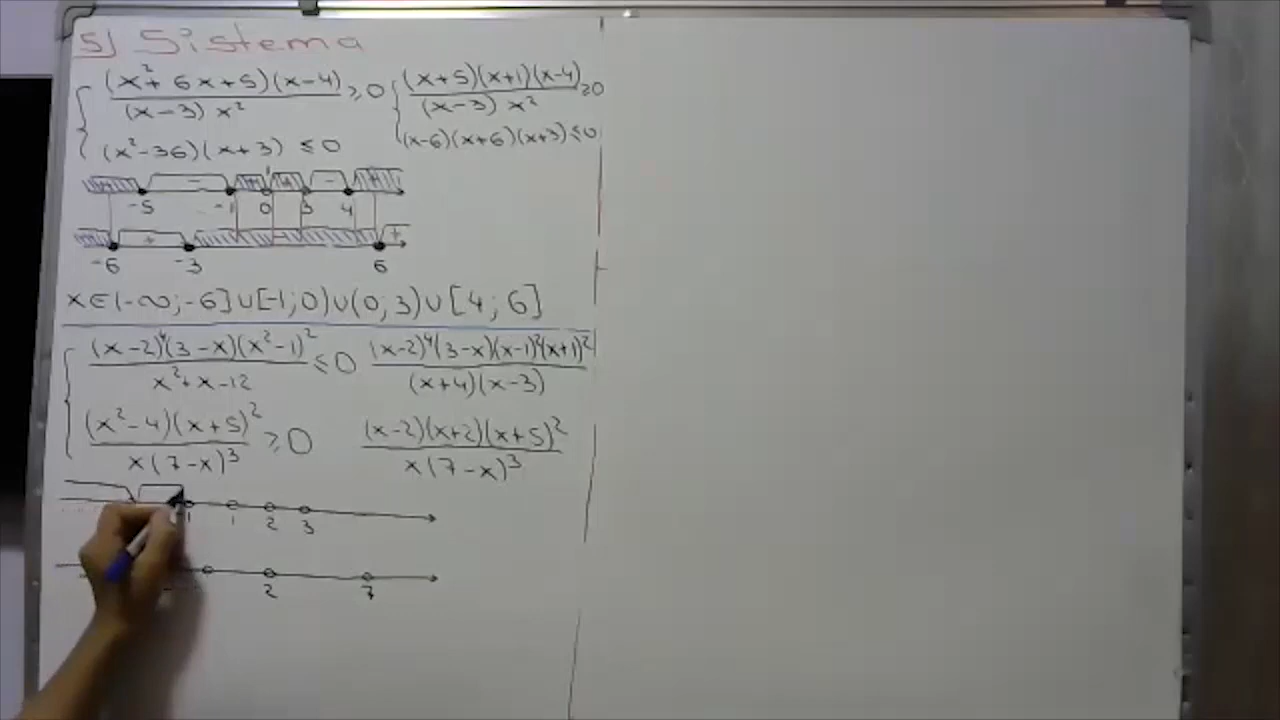 5) Sistema
(x²+6x+5)(x-4)/(x-3) x² ≥0 (x+5)(x+1)(x-4)/(x-3) x² ≥0
(x²-36)(x+3) ≤0 (x-6)(x+6)(x+3)≤0
+ - + + - +
-5 -1 0 3 4
- + - +
-6 -3 6
x∈(-∞;-6]∪[-1;0)∪(0;3)∪[4;6]
(x-2)⁴(3-x)(x²-1)²/x²+x-12 ≤0 (x-2)⁴(3-x)(x-1)²(x+1)²/(x+4)(x-3)
(x²-4)(x+5)²/x(7-x)³ ≥0 (x-2)(x+2)(x+5)²/x(7-x)³
1 2 3
2 7